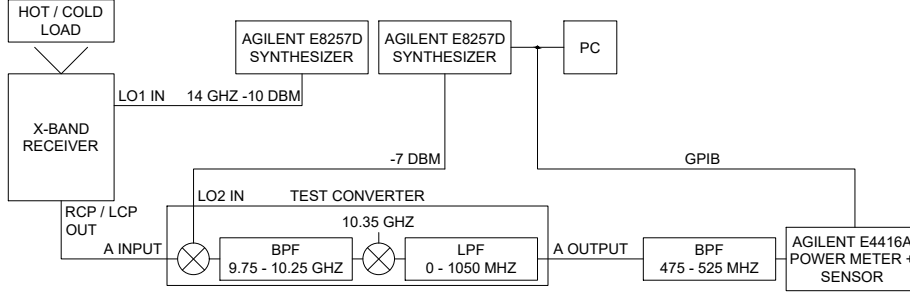 HOT / COLD
LOAD
AGILENT E8257D
SYNTHESIZER
AGILENT E8257D
SYNTHESIZER
PC
LO1 IN 14 GHZ -10 DBM
X-BAND
RECEIVER
-7 DBM
GPIB
LO2 IN
TEST CONVERTER
RCP / LCP
OUT
10.35 GHZ
A INPUT
BPF
9.75 - 10.25 GHZ
LPF
0 - 1050 MHZ
A OUTPUT
BPF
475 - 525 MHZ
AGILENT E4416A
POWER METER +
SENSOR